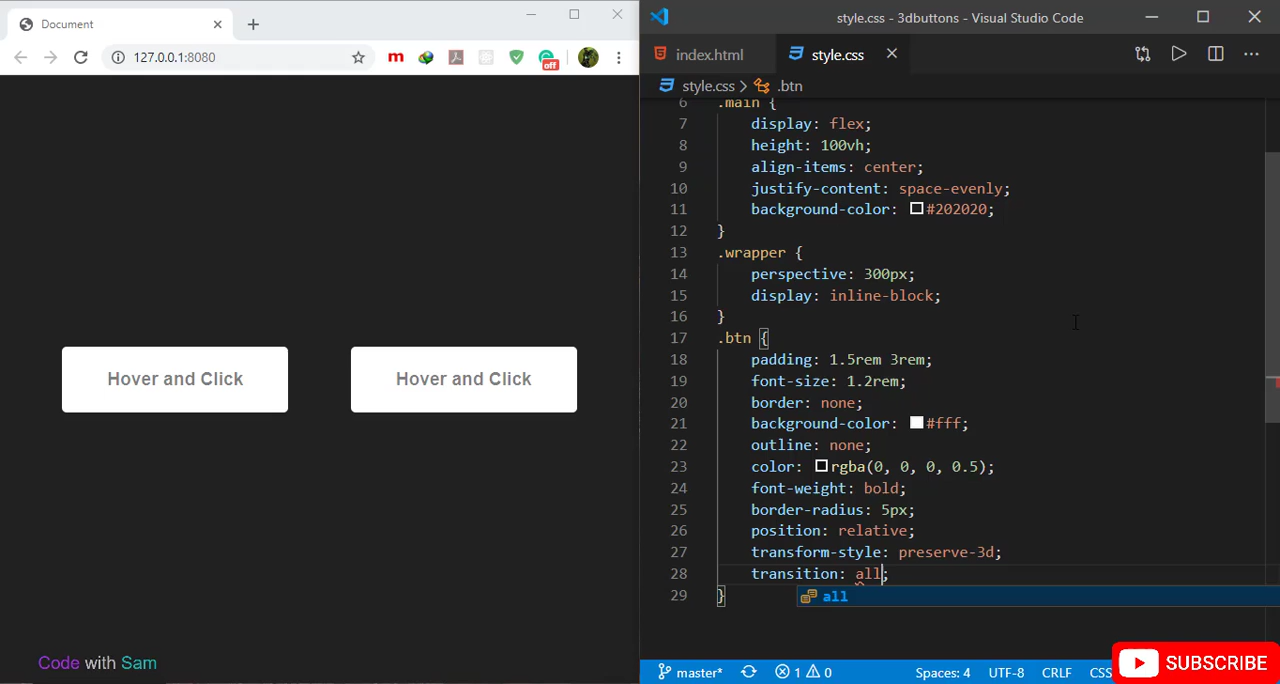 Document
127.0.0.1:8080
off
Hover and Click
Hover and Click
Code with Sam
style.css - 3dbuttons - Visual Studio Code
index.html
style.css
style.css > .btn
6 .main {
7 display: flex;
8 height: 100vh;
9 align-items: center;
10 justify-content: space-evenly;
11 background-color: #202020;
12 }
13 .wrapper {
14 perspective: 300px;
15 display: inline-block;
16 }
17 .btn {
18 padding: 1.5rem 3rem;
19 font-size: 1.2rem;
20 border: none;
21 background-color: #fff;
22 outline: none;
23 color: rgba(0, 0, 0, 0.5);
24 font-weight: bold;
25 border-radius: 5px;
26 position: relative;
27 transform-style: preserve-3d;
28 transition: all;
29 }
all
master* 1 0 Spaces: 4 UTF-8 CRLF CSS
SUBSCRIBE